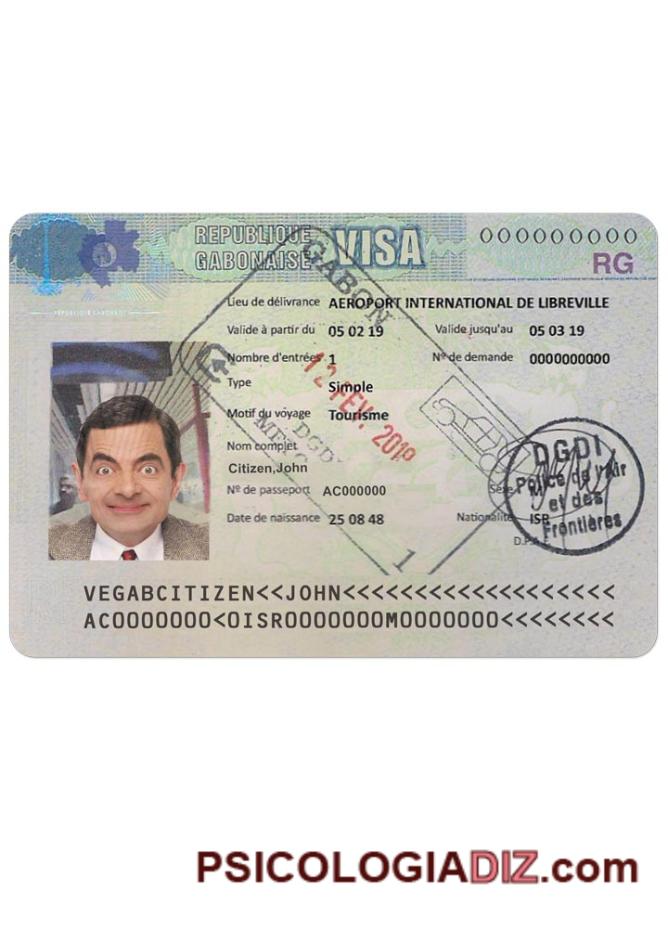 REPUBLIQUE GABONAISE VISA 000000000
RG
REPUBLIQUE GABONAISE
Lieu de délivrance AEROPORT INTERNATIONAL DE LIBREVILLE
Valide à partir du 05 02 19 Valide jusqu'au 05 03 19
Nombre d'entrées 1 Nº de demande 0000000000
Type Simple
Motif du voyage Tourisme
Nom complet
Citizen,John
Nº de passeport AC000000 Sexe M
Date de naissance 25 08 48 Nationalité ISR
GABON
12 FEV. 2019
DGDI
1
DGDI
Police de l'Air
et des
Frontières
VEGABCITIZEN<<JOHN<<<<<<<<<<<<<<<<<<<
AC0000000<0ISR0000000M0000000<<<<<<<<
PSICOLOGIADIZ.com